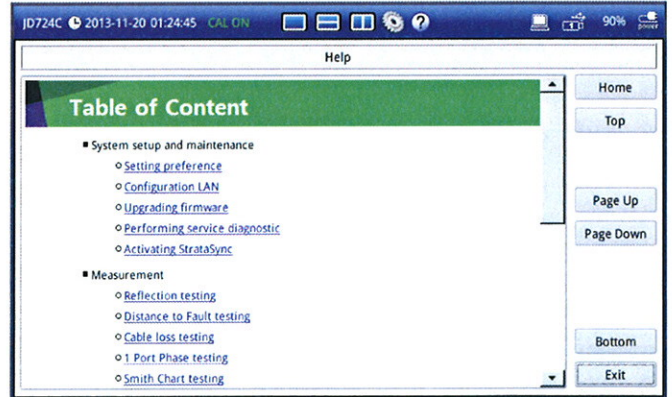 JD724C 2013-11-20 01:24:45 CAL ON 90% power
Help
Table of Content
System setup and maintenance
Setting preference
Configuration LAN
Upgrading firmware
Performing service diagnostic
Activating StrataSync
Measurement
Reflection testing
Distance to Fault testing
Cable loss testing
1 Port Phase testing
Smith Chart testing
Home
Top
Page Up
Page Down
Bottom
Exit